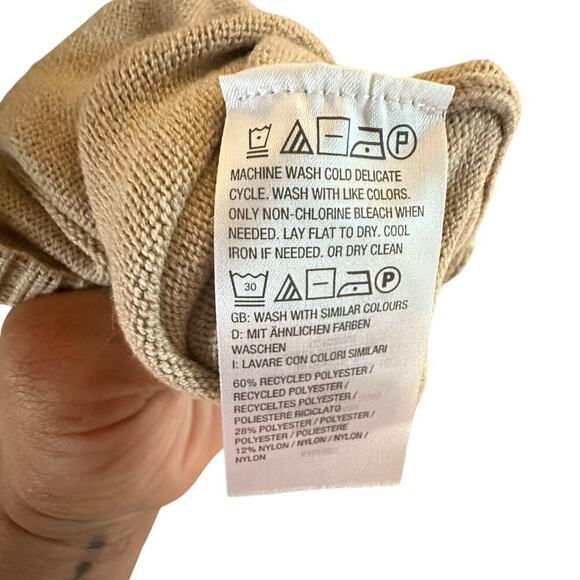 P
MACHINE WASH COLD DELICATE
CYCLE. WASH WITH LIKE COLORS.
ONLY NON-CHLORINE BLEACH WHEN
NEEDED. LAY FLAT TO DRY. COOL
IRON IF NEEDED. OR DRY CLEAN
30 P
GB: WASH WITH SIMILAR COLOURS
D: MIT ÄHNLICHEN FARBEN
WASCHEN
I: LAVARE CON COLORI SIMILARI
60% RECYCLED POLYESTER /
RECYCLED POLYESTER /
RECYCELTES POLYESTER /
POLIESTERE RICICLATO
28% POLYESTER /
POLYESTER / POLIESTERE
12% NYLON / NYLON / NYLON /
NYLON